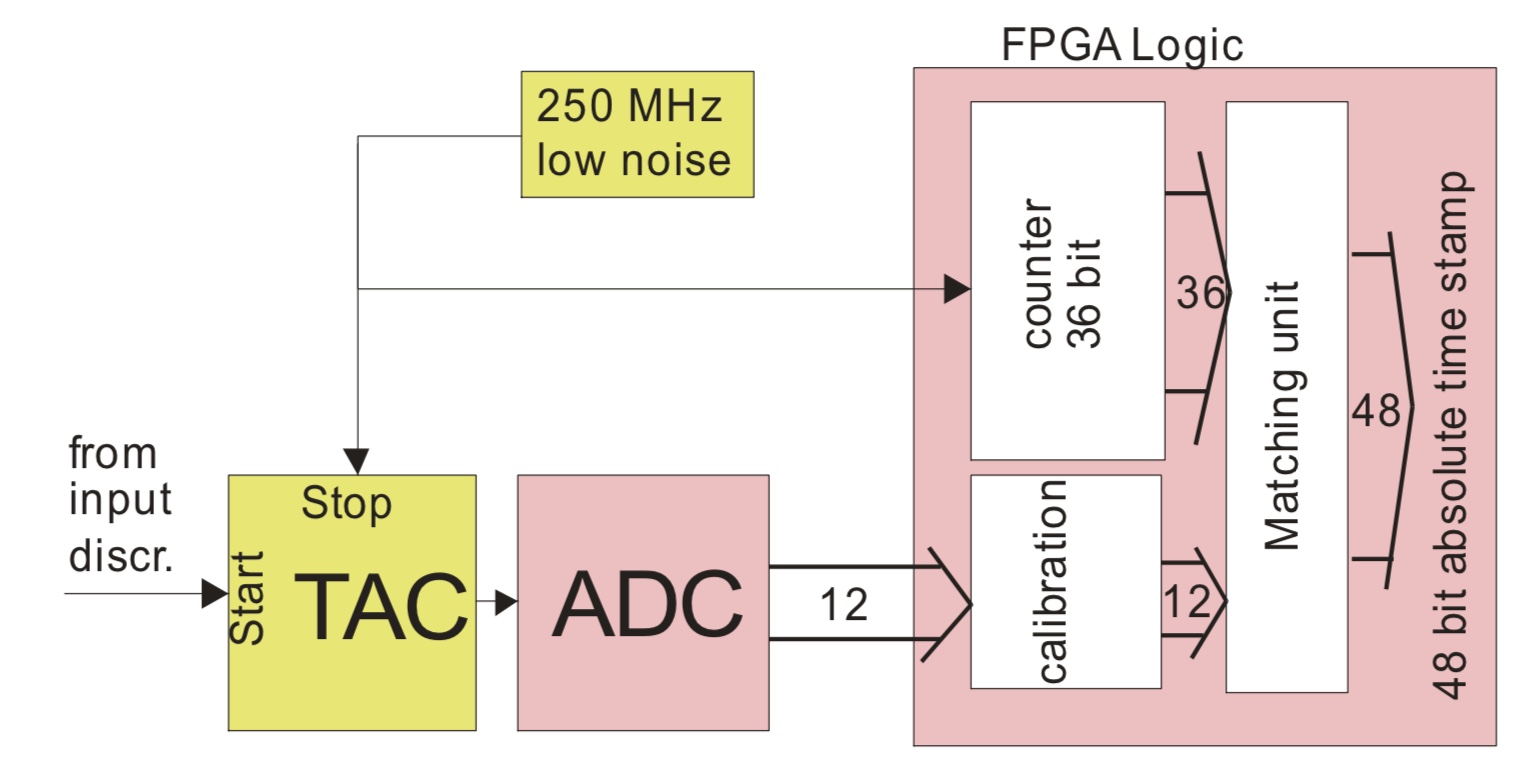 FPGA Logic
250 MHz
low noise
counter
36 bit
36
Matching unit
48
48 bit absolute time stamp
from
input
discr.
Start
Stop
TAC
ADC
12
calibration
12